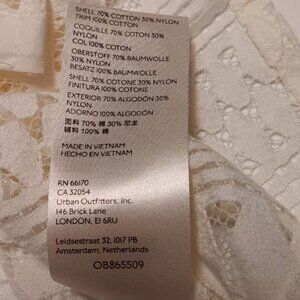 SHELL 70% COTTON 30% NYLON
TRIM 100% COTTON
COQUILLE 70% COTON 30%
NYLON
COL 100% COTON
OBERSTOFF 70% BAUMWOLLE
30% NYLON
BESATZ 100% BAUMWOLLE
SHELL 70% COTONE 30% NYLON
FINITURA 100% COTONE
EXTERIOR 70% ALGODÓN 30%
NYLON
ADORNO 100% ALGODÓN
面料 70% 棉 30% 尼龙
辅料 100% 棉
MADE IN VIETNAM
HECHO EN VIETNAM
RN 66170
CA 32054
Urban Outfitters, Inc.
146 Brick Lane
LONDON, E1 6RU
Leidsestraat 32, 1017 PB
Amsterdam, Netherlands
OB865509